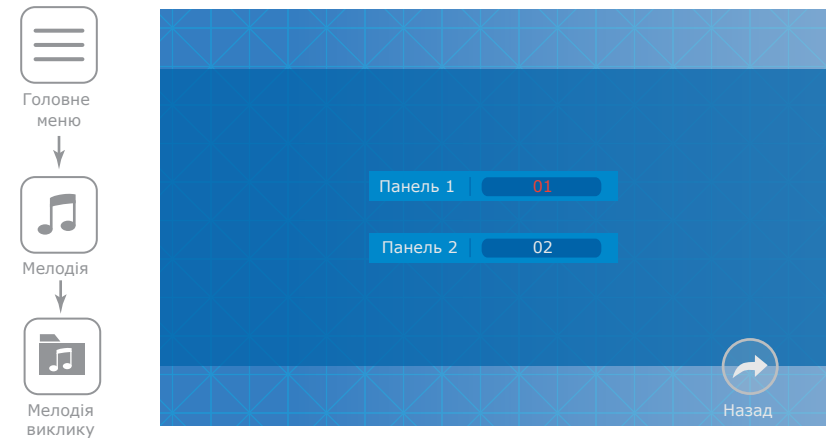 Головне
меню
Мелодія
Мелодія
виклику
Панель 1 01
Панель 2 02
Назад